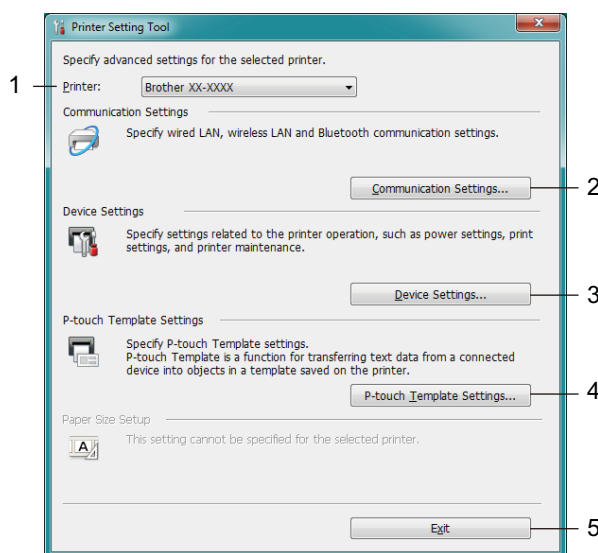 Printer Setting Tool
Specify advanced settings for the selected printer.
1 Printer: Brother XX-XXXX
Communication Settings
Specify wired LAN, wireless LAN and Bluetooth communication settings.
Communication Settings... 2
Device Settings
Specify settings related to the printer operation, such as power settings, print
settings, and printer maintenance.
Device Settings... 3
P-touch Template Settings
Specify P-touch Template settings.
P-touch Template is a function for transferring text data from a connected
device into objects in a template saved on the printer.
P-touch Template Settings... 4
Paper Size Setup
This setting cannot be specified for the selected printer.
A
Exit 5